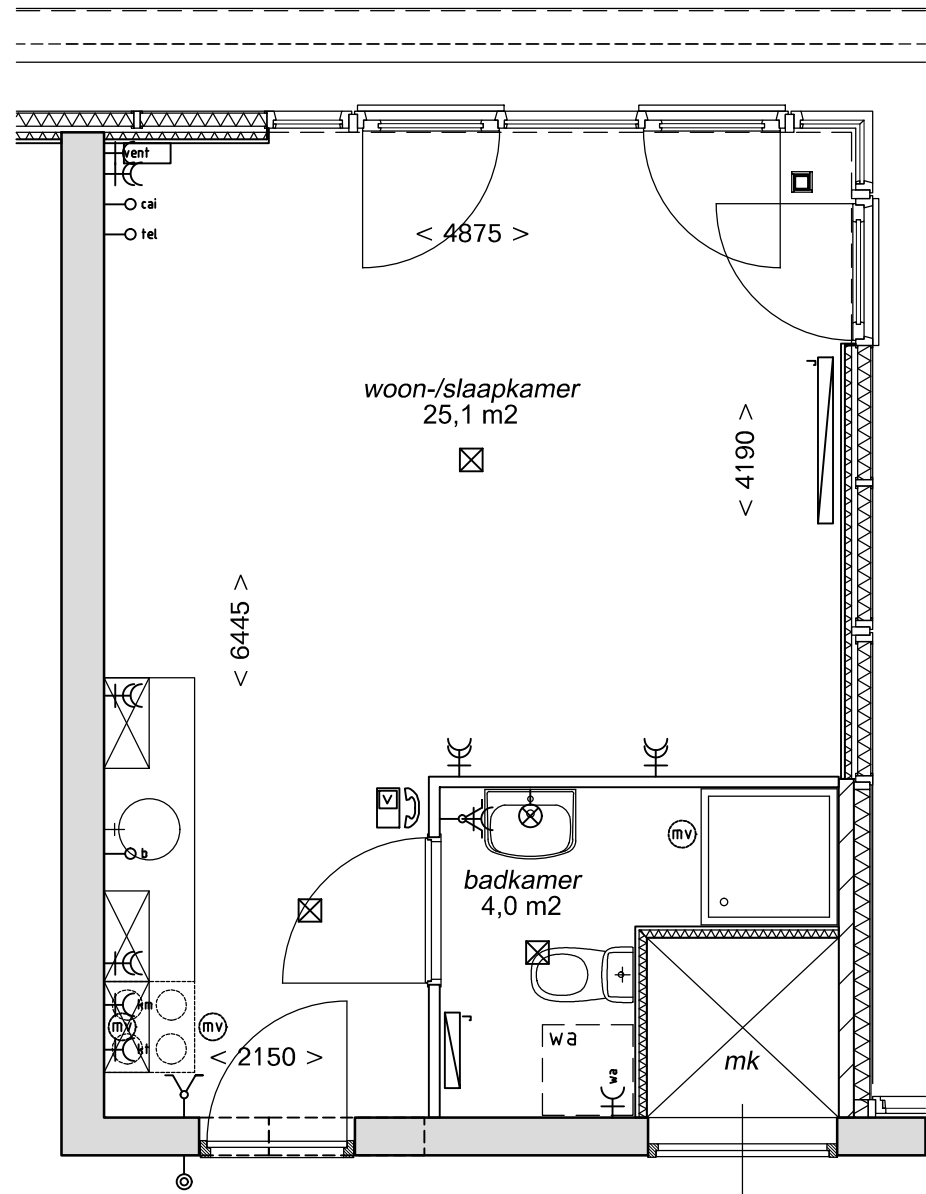 vent
cai
tel
< 4875 >
woon-/slaapkamer
25,1 m2
< 4190 >
< 6445 >
V
mv
b
badkamer
4,0 m2
km
mv
mv
kt
< 2150 >
wa
wa
mk